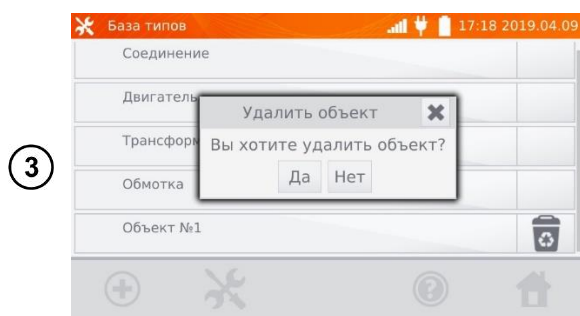 База типов 17:18 2019.04.09
Соединение
Двигатель
Удалить объект
Трансформ
Вы хотите удалить объект?
3
Обмотка
Да Нет
Объект №1